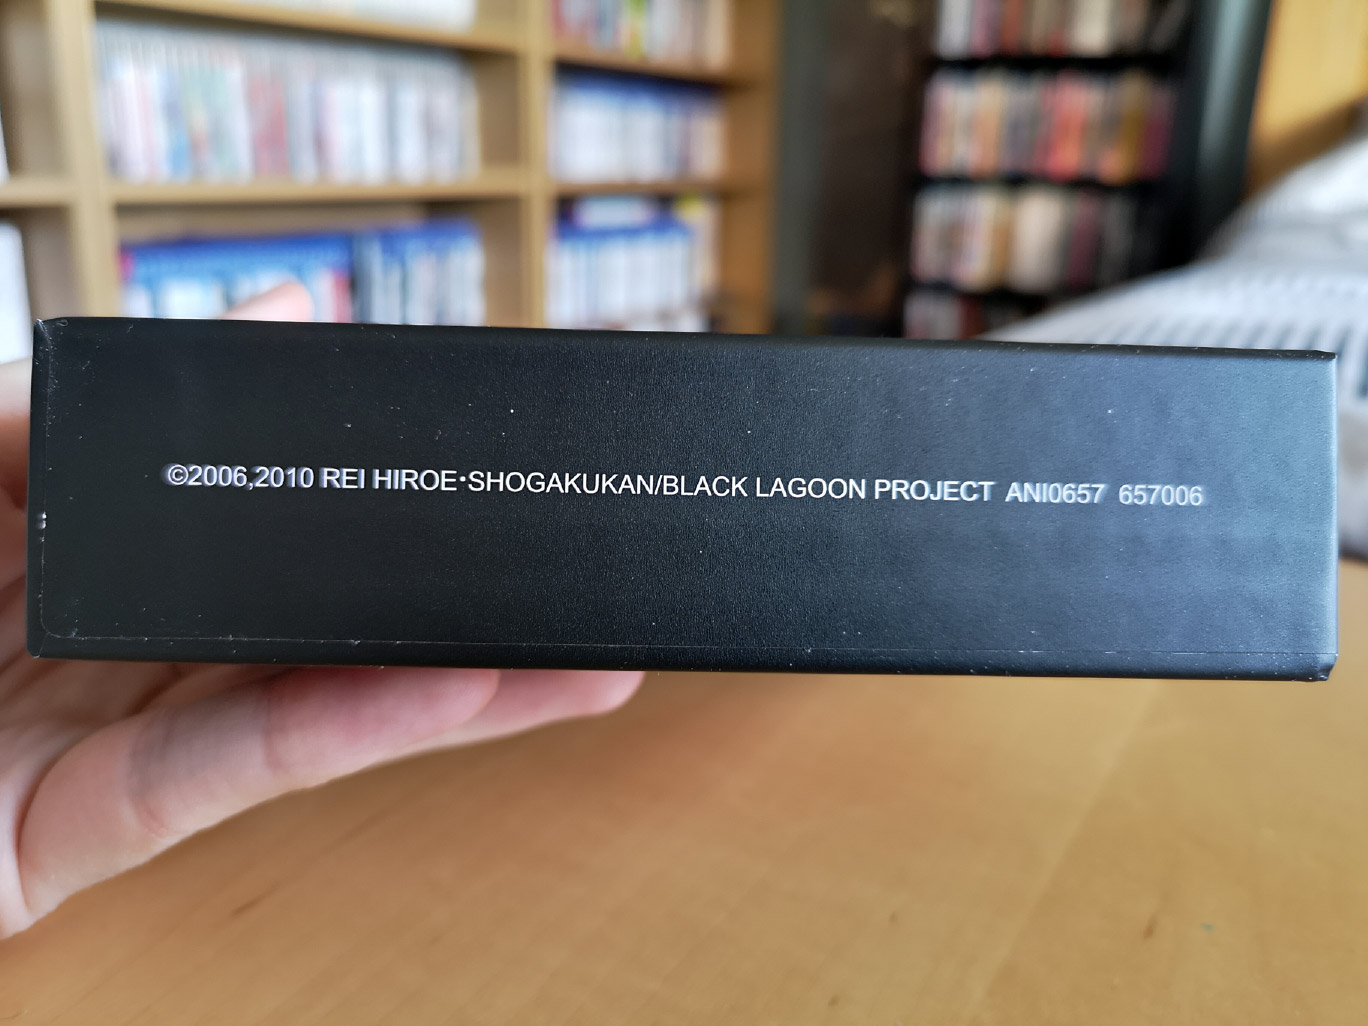 ©2006,2010 REI HIROE・SHOGAKUKAN/BLACK LAGOON PROJECT ANI0657 657006